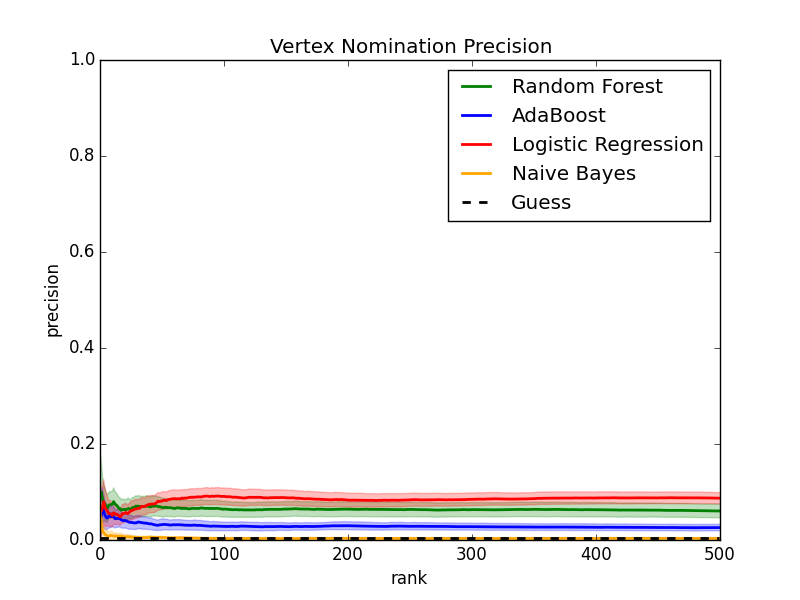 Vertex Nomination Precision
1.0
0.8
0.6
0.4
0.2
0.0
precision
Random Forest
AdaBoost
Logistic Regression
Naive Bayes
Guess
0 100 200 300 400 500
rank